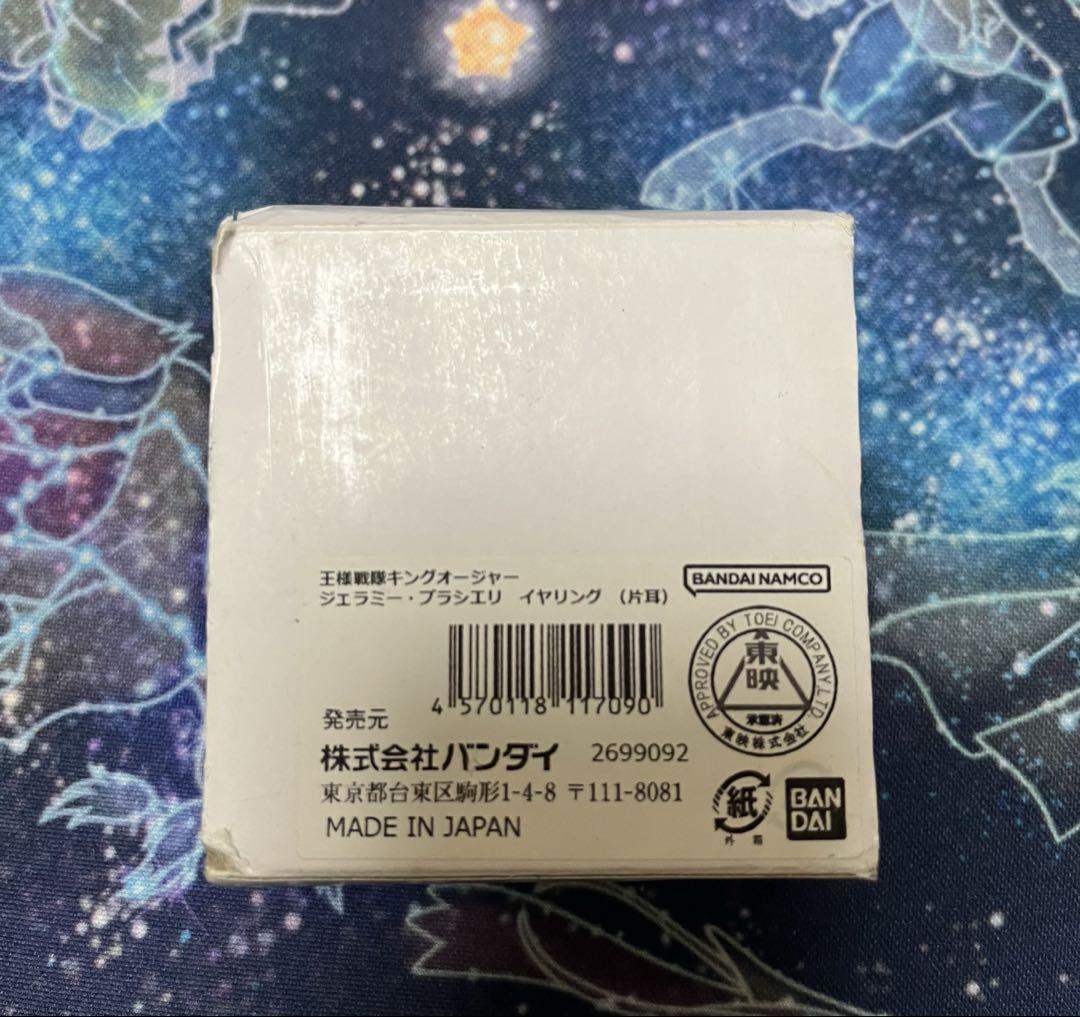 王様戦隊キングオージャー
ジェラミー・ブラシエリ　イヤリング　（片耳）
BANDAI NAMCO
APPROVED BY TOEI COMPANY,LTD.
東映
承認済
東映株式会社
4 570118 117090
発売元
株式会社バンダイ 2699092
東京都台東区駒形1-4-8 〒111-8081
MADE IN JAPAN
紙
外箱
BAN
DAI